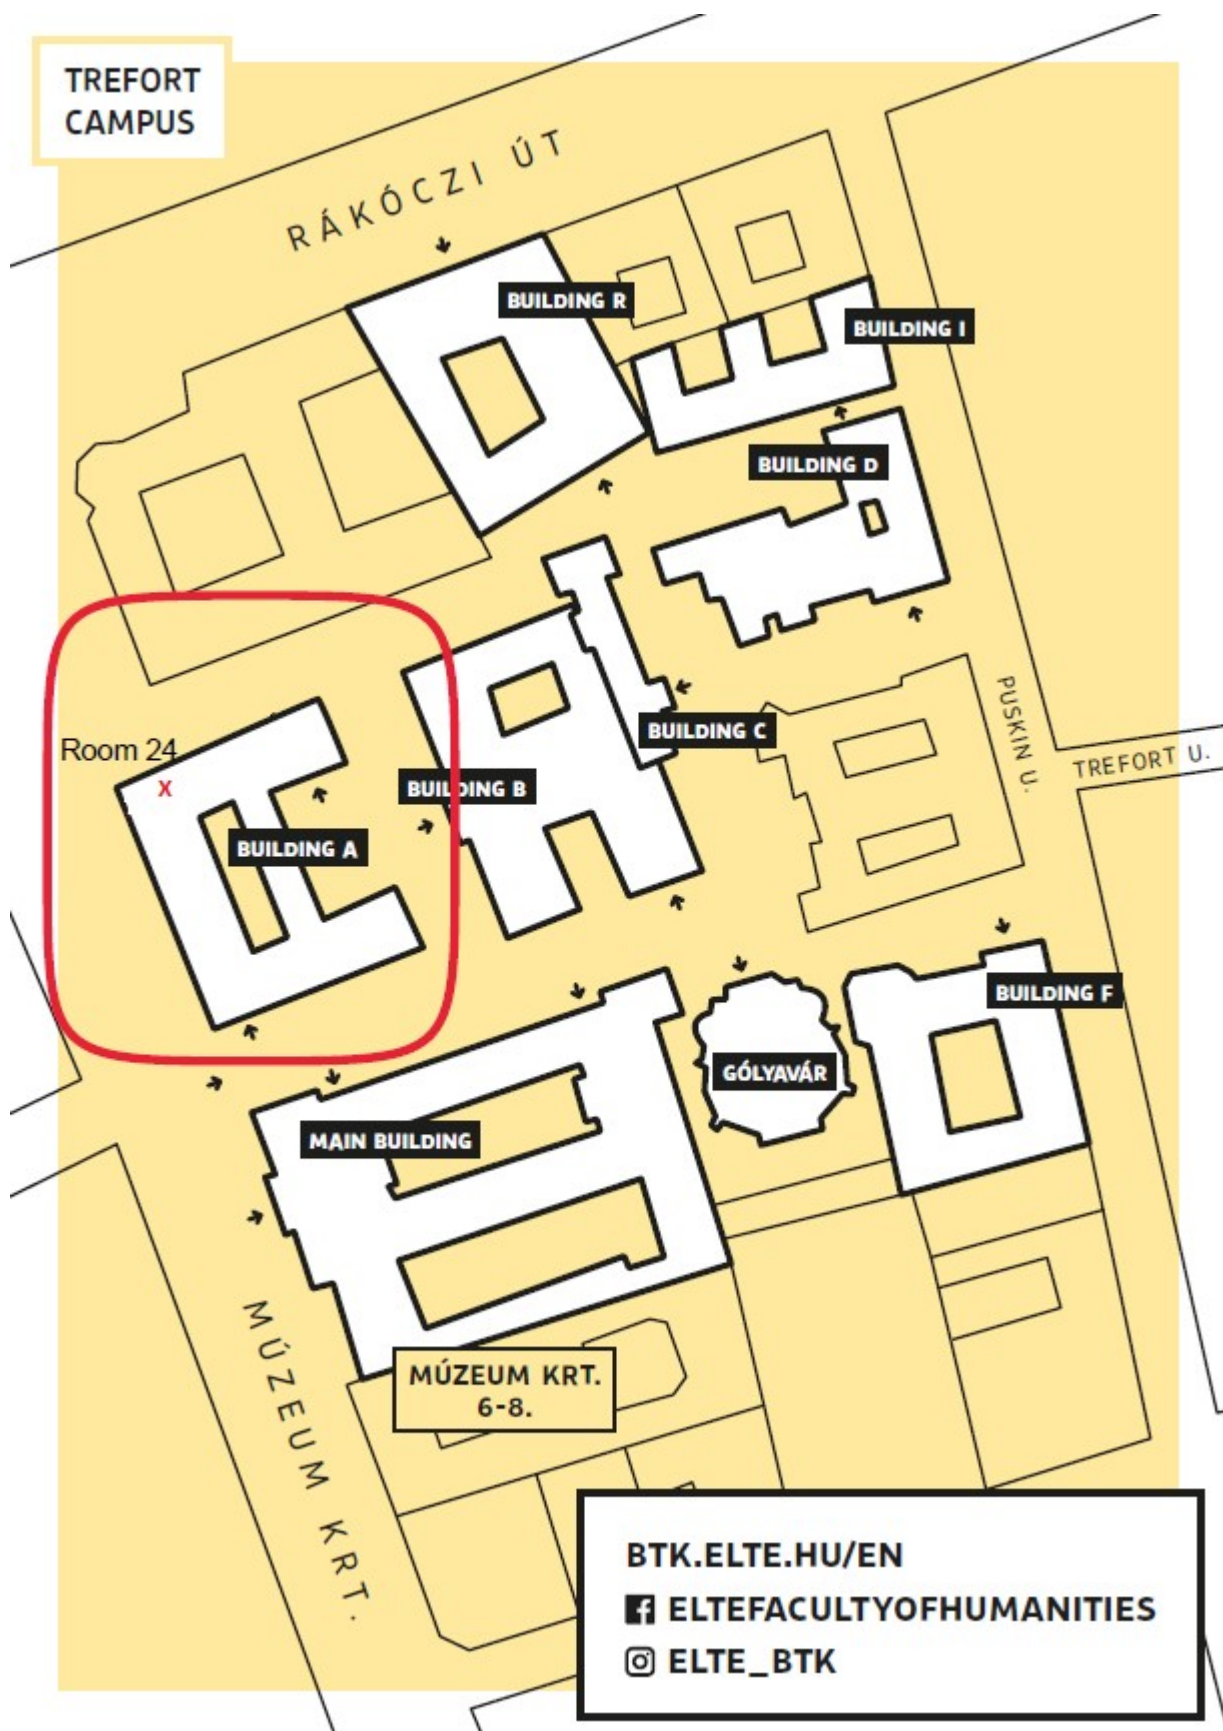 TREFORT
CAMPUS
RÁKÓCZI ÚT
BUILDING R
BUILDING I
BUILDING D
PUSKIN U.
BUILDING C
TREFORT U.
Room 24
X
BUILDING B
BUILDING A
BUILDING F
GÓLYAVÁR
MAIN BUILDING
MÚZEUM KRT.
6-8.
MÚZEUM KRT.
BTK.ELTE.HU/EN
ELTEFACULTYOFHUMANITIES
ELTE_BTK